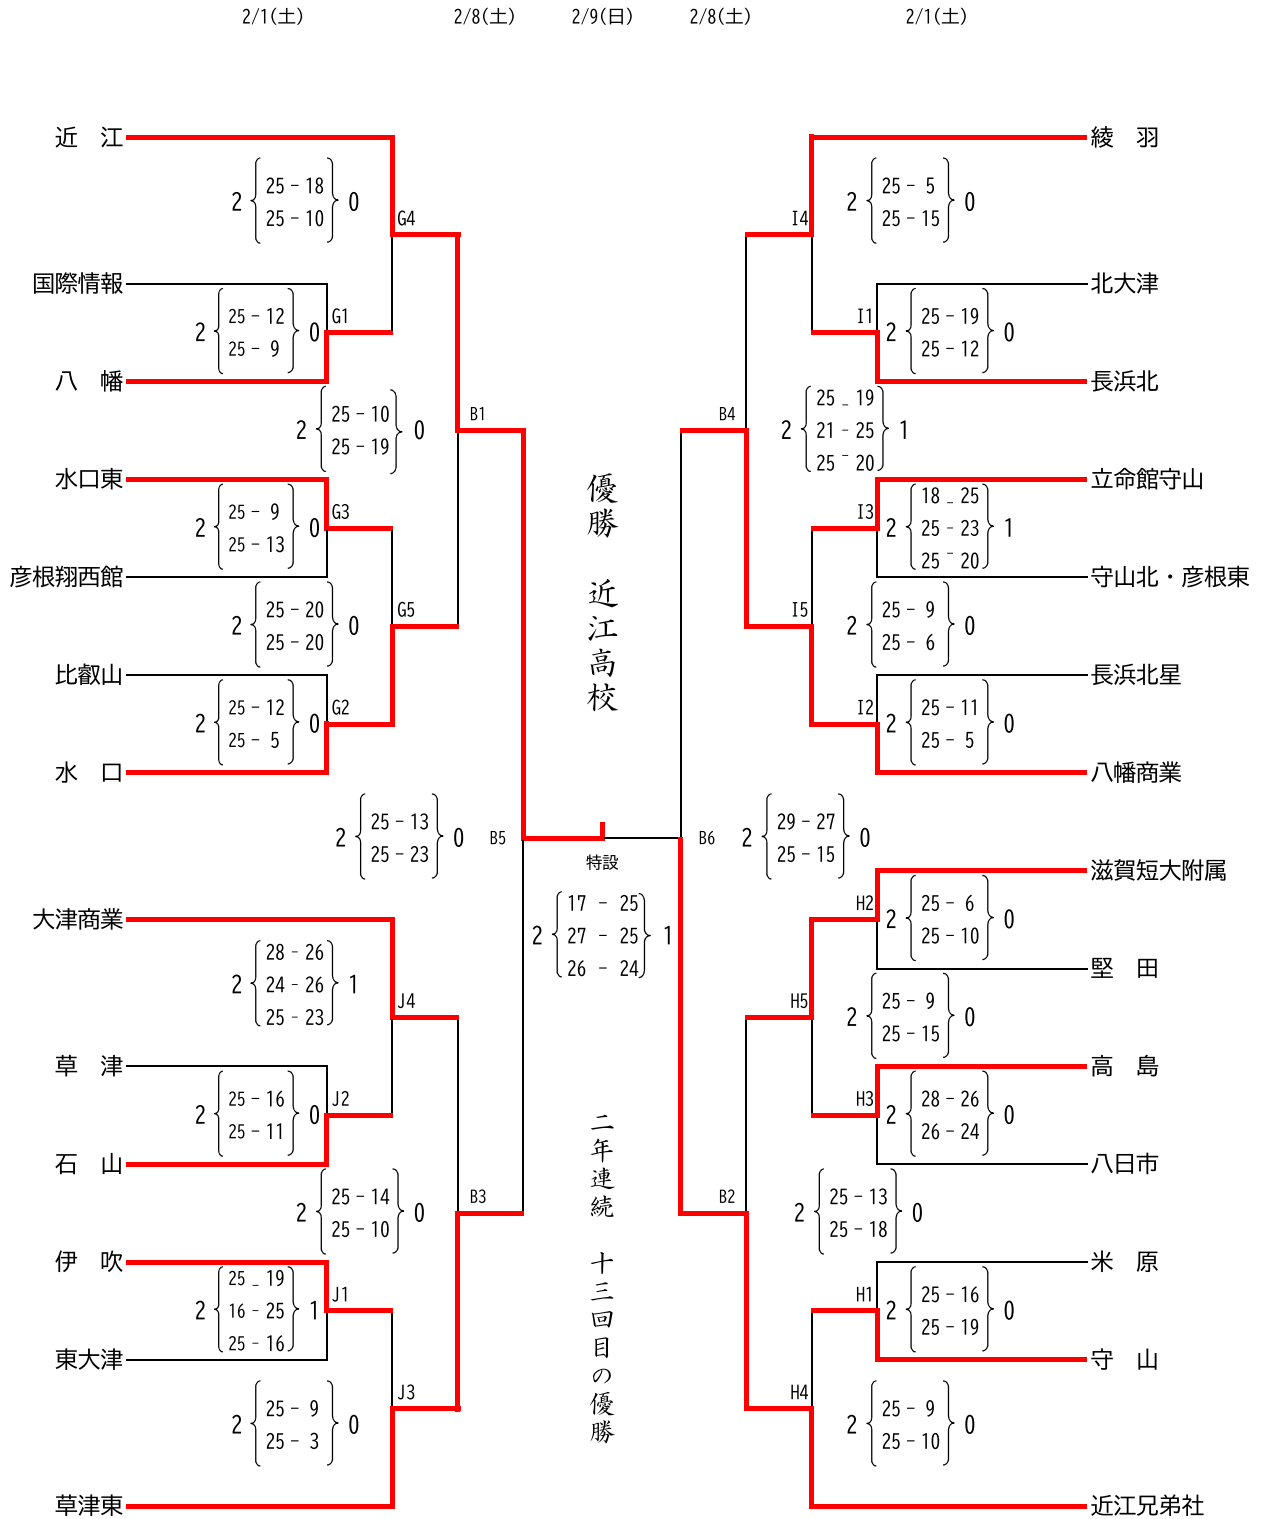 2/1(土) 2/8(土) 2/9(日) 2/8(土) 2/1(土)
近　江
2 25 − 18 0
25 − 10
G4
国際情報
2 25 − 12 0 G1
25 − 9
八　幡
2 25 − 10 0 B1
25 − 19
水口東
2 25 − 9 0 G3
25 − 13
彦根翔西館
2 25 − 20 0 G5
25 − 20
比叡山
2 25 − 12 0 G2
25 − 5
水　口
2 25 − 13 0 B5
25 − 23
大津商業
2 28 − 26 1
24 − 26
25 − 23
J4
草　津
2 25 − 16 0 J2
25 − 11
石　山
2 25 − 14 0 B3
25 − 10
伊　吹
25 − 19
2 16 − 25 1 J1
25 − 16
東大津
2 25 − 9 0 J3
25 − 3
草津東
優勝　近江高校
特設
17 − 25
2 27 − 25 1
26 − 24
二年連続　十三回目の優勝
綾　羽
2 25 − 5 0
25 − 15
I4
北大津
I1 2 25 − 19 0
25 − 12
長浜北
25 − 19
B4 2 21 − 25 1
25 − 20
立命館守山
18 − 25
I3 2 25 − 23 1
25 − 20
守山北・彦根東
I5 2 25 − 9 0
25 − 6
長浜北星
I2 2 25 − 11 0
25 − 5
八幡商業
B6 2 29 − 27 0
25 − 15
滋賀短大附属
H2 2 25 − 6 0
25 − 10
堅　田
H5 2 25 − 9 0
25 − 15
高　島
H3 2 28 − 26 0
26 − 24
八日市
B2 2 25 − 13 0
25 − 18
米　原
H1 2 25 − 16 0
25 − 19
守　山
H4 2 25 − 9 0
25 − 10
近江兄弟社